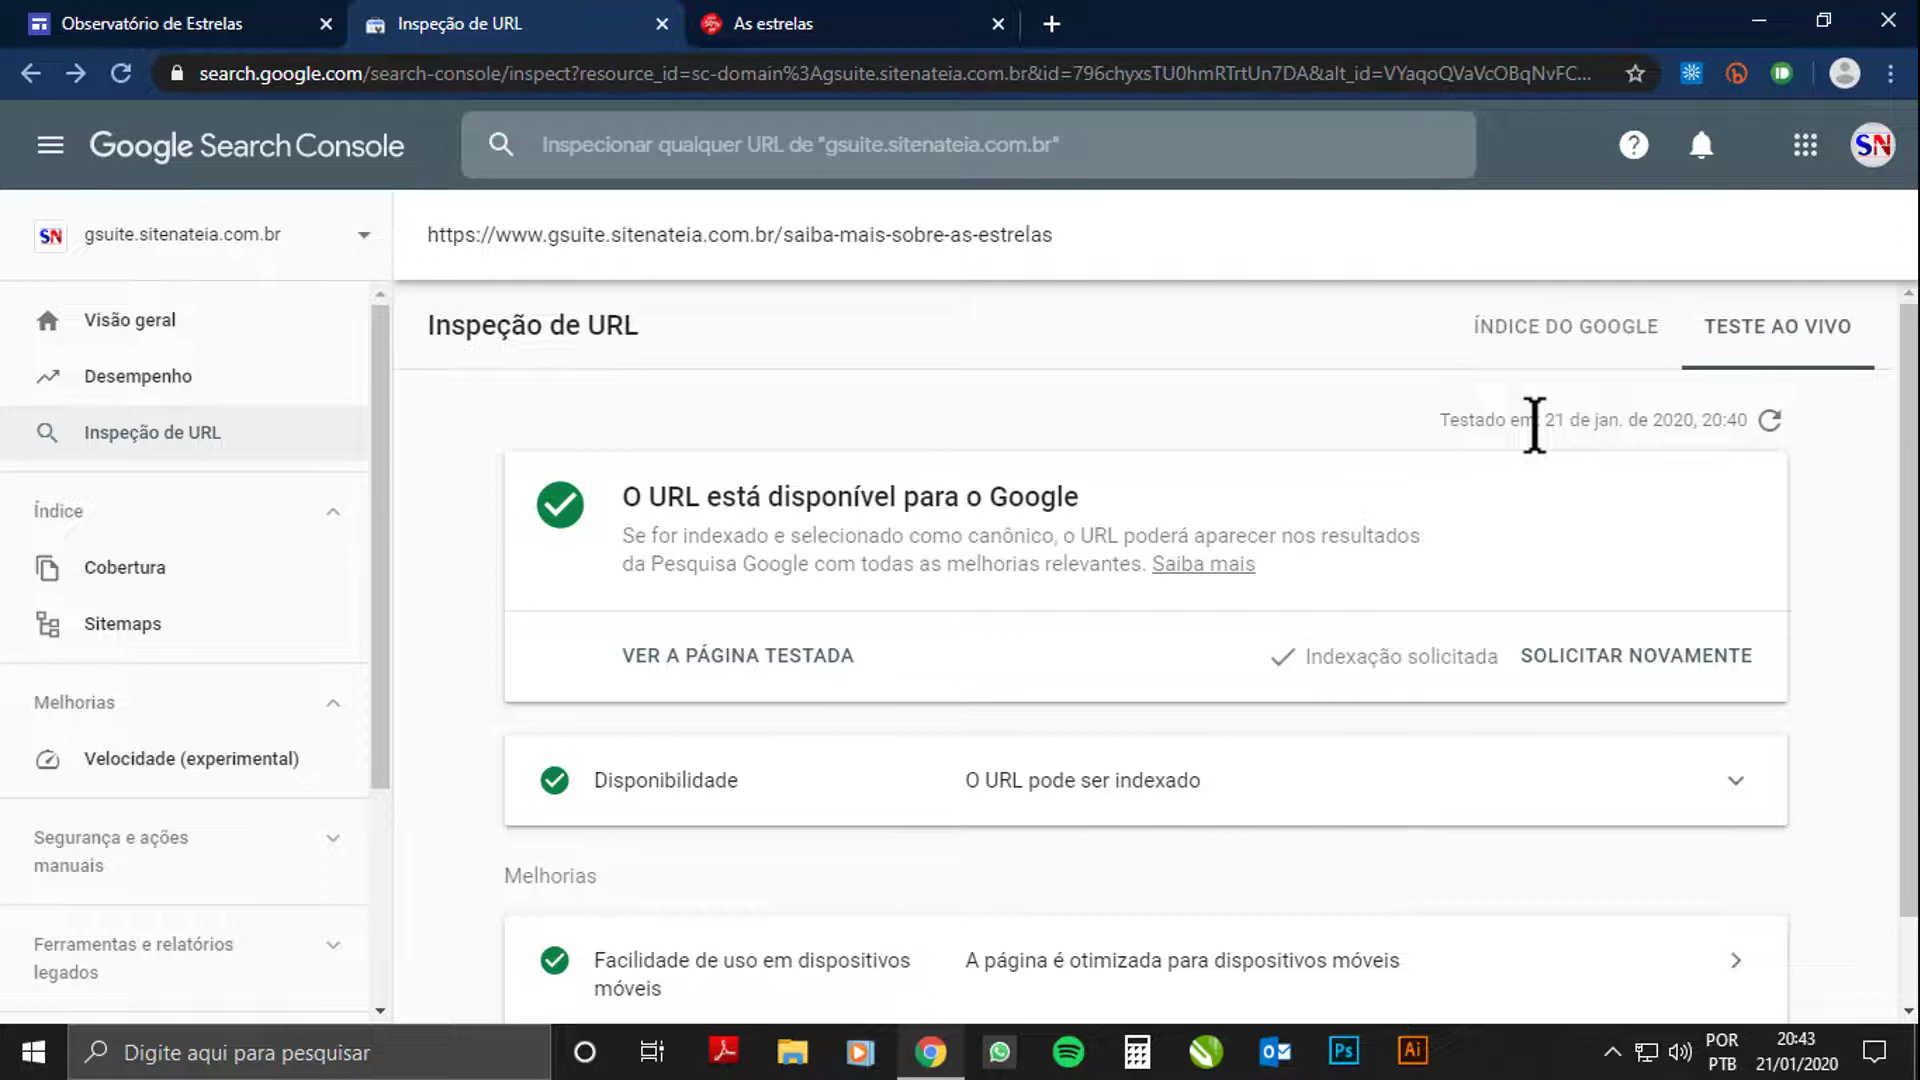 Observatório de Estrelas
Inspeção de URL
As estrelas
search.google.com/search-console/inspect?resource_id=sc-domain%3Agsuite.sitenateia.com.br&id=796chyxsTU0hmRTrtUn7DA&alt_id=VYaqoQVaVcOBqNvFC...
Google Search Console
Inspecionar qualquer URL de "gsuite.sitenateia.com.br"
SN
SN
gsuite.sitenateia.com.br
https://www.gsuite.sitenateia.com.br/saiba-mais-sobre-as-estrelas
Visão geral
Desempenho
Inspeção de URL
Índice
Cobertura
Sitemaps
Melhorias
Velocidade (experimental)
Segurança e ações
manuais
Ferramentas e relatórios
legados
Inspeção de URL
ÍNDICE DO GOOGLE
TESTE AO VIVO
Testado em: 21 de jan. de 2020, 20:40
O URL está disponível para o Google
Se for indexado e selecionado como canônico, o URL poderá aparecer nos resultados
da Pesquisa Google com todas as melhorias relevantes. Saiba mais
VER A PÁGINA TESTADA
Indexação solicitada
SOLICITAR NOVAMENTE
Disponibilidade
O URL pode ser indexado
Melhorias
Facilidade de uso em dispositivos
móveis
A página é otimizada para dispositivos móveis
Digite aqui para pesquisar
Ps
Ai
POR
PTB
20:43
21/01/2020